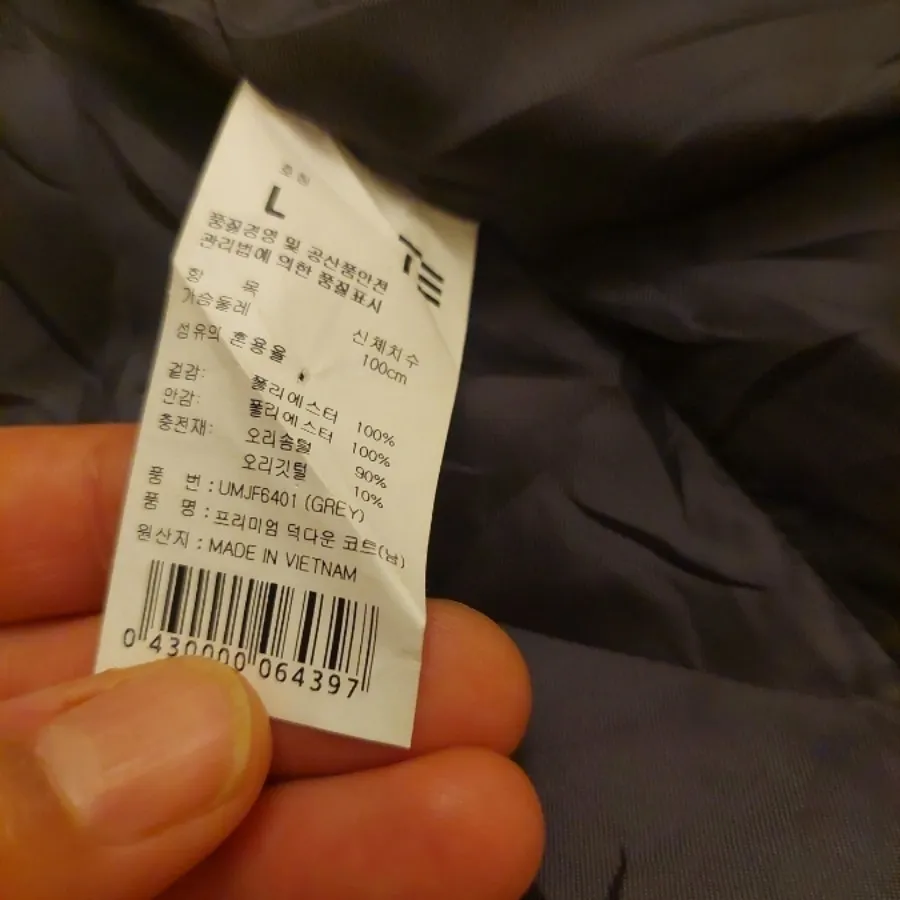 호칭
L
TE
품질경영 및 공산품안전
관리법에 의한 품질표시
항 목 신체치수
가슴둘레 100cm
섬유의 혼용율
겉감: 폴리에스터 100%
안감: 폴리에스터 100%
충전재: 오리솜털 90%
오리깃털 10%
품 번 : UMJF6401 (GREY)
품 명 : 프리미엄 덕다운 코트(남)
원산지 : MADE IN VIETNAM
0 430000 064397